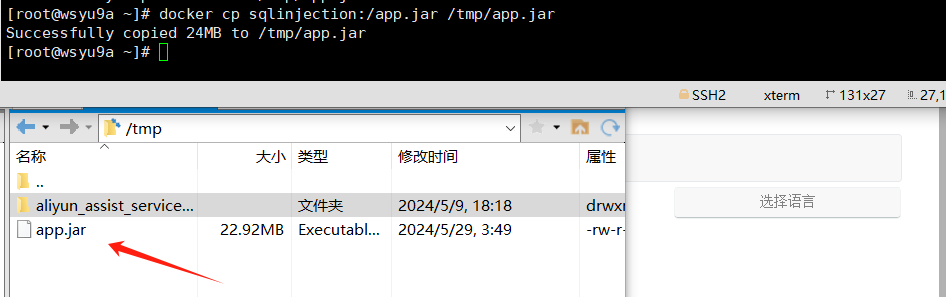 [root@wsyu9a ~]# docker cp sqlinjection:/app.jar /tmp/app.jar
Successfully copied 24MB to /tmp/app.jar
[root@wsyu9a ~]#
SSH2 xterm 131x27 27,1
/tmp
名称 大小 类型 修改时间 属性
..
aliyun_assist_service... 文件夹 2024/5/9, 18:18 drwx
选择语言
app.jar 22.92MB Executabl... 2024/5/29, 3:49 -rw-r-